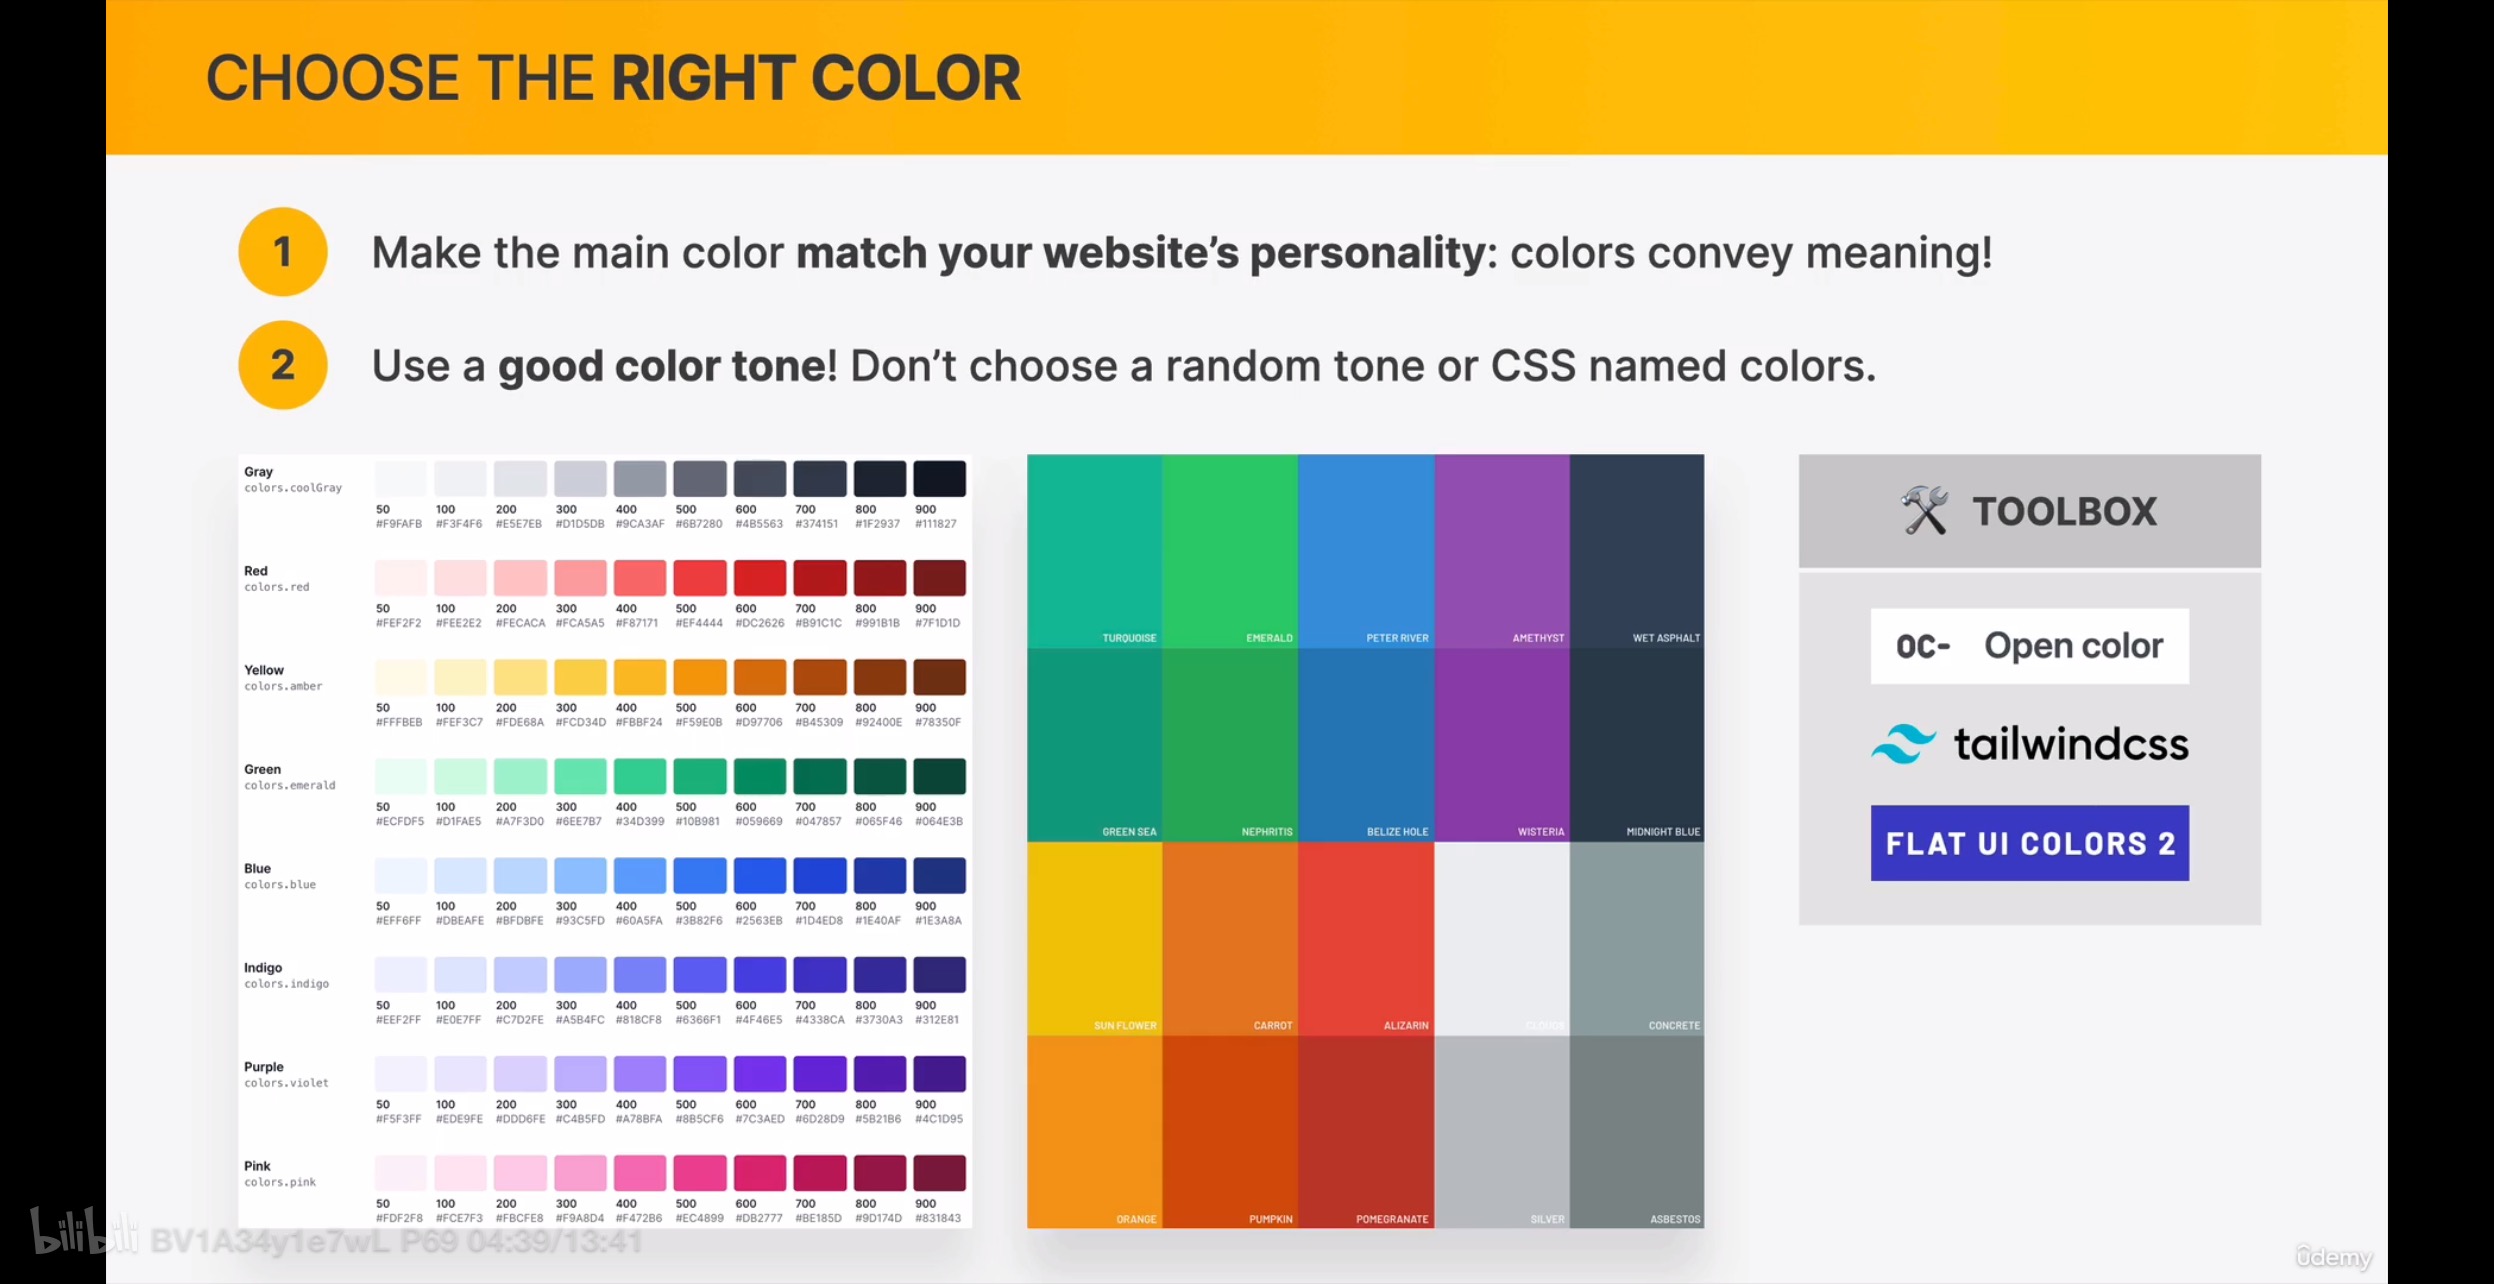 CHOOSE THE RIGHT COLOR
1 Make the main color match your website's personality: colors convey meaning!
2 Use a good color tone! Don't choose a random tone or CSS named colors.
Gray
colors.coolGray
50 100 200 300 400 500 600 700 800 900
#F9FAFB #F3F4F6 #E5E7EB #D1D5DB #9CA3AF #6B7280 #4B5563 #374151 #1F2937 #111827
Red
colors.red
50 100 200 300 400 500 600 700 800 900
#FEF2F2 #FEE2E2 #FECACA #FCA5A5 #F87171 #EF4444 #DC2626 #B91C1C #991B1B #7F1D1D
Yellow
colors.amber
50 100 200 300 400 500 600 700 800 900
#FFFBEB #FEF3C7 #FDE68A #FCD34D #FBBF24 #F59E0B #D97706 #B45309 #92400E #78350F
Green
colors.emerald
50 100 200 300 400 500 600 700 800 900
#ECFDF5 #D1FAE5 #A7F3D0 #6EE7B7 #34D399 #10B981 #059669 #047857 #065F46 #064E3B
Blue
colors.blue
50 100 200 300 400 500 600 700 800 900
#EFF6FF #DBEAFE #BFDBFE #93C5FD #60A5FA #3B82F6 #2563EB #1D4ED8 #1E40AF #1E3A8A
Indigo
colors.indigo
50 100 200 300 400 500 600 700 800 900
#EEF2FF #E0E7FF #C7D2FE #A5B4FC #818CF8 #6366F1 #4F46E5 #4338CA #3730A3 #312E81
Purple
colors.violet
50 100 200 300 400 500 600 700 800 900
#F5F3FF #EDE9FE #DDD6FE #C4B5FD #A78BFA #8B5CF6 #7C3AED #6D28D9 #5B21B6 #4C1D95
Pink
colors.pink
50 100 200 300 400 500 600 700 800 900
#FDF2F8 #FCE7F3 #FBCFE8 #F9A8D4 #F472B6 #EC4899 #DB2777 #BE185D #9D174D #831843
TURQUOISE EMERALD PETER RIVER AMETHYST WET ASPHALT
GREEN SEA NEPHRITIS BELIZE HOLE WISTERIA MIDNIGHT BLUE
SUN FLOWER CARROT ALIZARIN CLOUDS CONCRETE
ORANGE PUMPKIN POMEGRANATE SILVER ASBESTOS
TOOLBOX
OC- Open color
tailwindcss
FLAT UI COLORS 2
bilibili BV1A34y1e7wL P69 04:39/13:41
ûdemy